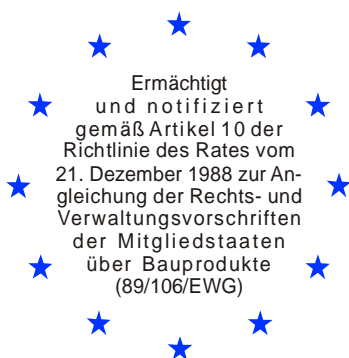 Ermächtigt
und notifiziert
gemäß Artikel 10 der
Richtlinie des Rates vom
21. Dezember 1988 zur An-
gleichung der Rechts- und
Verwaltungsvorschriften
der Mitgliedstaaten
über Bauprodukte
(89/106/EWG)